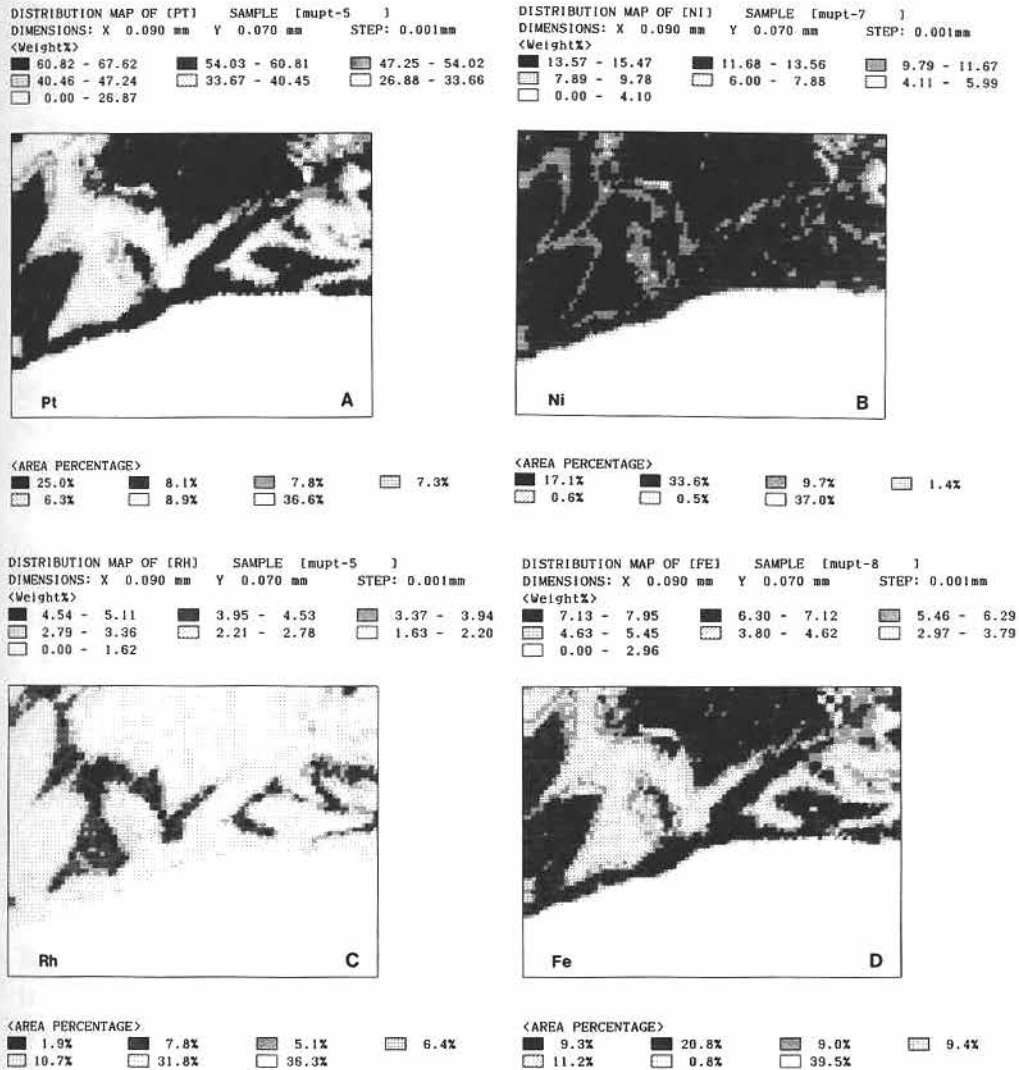 DISTRIBUTION MAP OF [PT] SAMPLE [mupt-5 ]
DIMENSIONS: X 0.090 mm Y 0.070 mm STEP: 0.001mm
<Weight%>
60.82 - 67.62 54.03 - 60.81 47.25 - 54.02
40.46 - 47.24 33.67 - 40.45 26.88 - 33.66
0.00 - 26.87
Pt A
<AREA PERCENTAGE>
25.0% 8.1% 7.8% 7.3%
6.3% 8.9% 36.6%
DISTRIBUTION MAP OF [NI] SAMPLE [mupt-7 ]
DIMENSIONS: X 0.090 mm Y 0.070 mm STEP: 0.001mm
<Weight%>
13.57 - 15.47 11.68 - 13.56 9.79 - 11.67
7.89 - 9.78 6.00 - 7.88 4.11 - 5.99
0.00 - 4.10
Ni B
<AREA PERCENTAGE>
17.1% 33.6% 9.7% 1.4%
0.6% 0.5% 37.0%
DISTRIBUTION MAP OF [RH] SAMPLE [mupt-5 ]
DIMENSIONS: X 0.090 mm Y 0.070 mm STEP: 0.001mm
<Weight%>
4.54 - 5.11 3.95 - 4.53 3.37 - 3.94
2.79 - 3.36 2.21 - 2.78 1.63 - 2.20
0.00 - 1.62
Rh C
<AREA PERCENTAGE>
1.9% 7.8% 5.1% 6.4%
10.7% 31.8% 36.3%
DISTRIBUTION MAP OF [FE] SAMPLE [mupt-8 ]
DIMENSIONS: X 0.090 mm Y 0.070 mm STEP: 0.001mm
<Weight%>
7.13 - 7.95 6.30 - 7.12 5.46 - 6.29
4.63 - 5.45 3.80 - 4.62 2.97 - 3.79
0.00 - 2.96
Fe D
<AREA PERCENTAGE>
9.3% 20.8% 9.0% 9.4%
11.2% 0.8% 39.5%